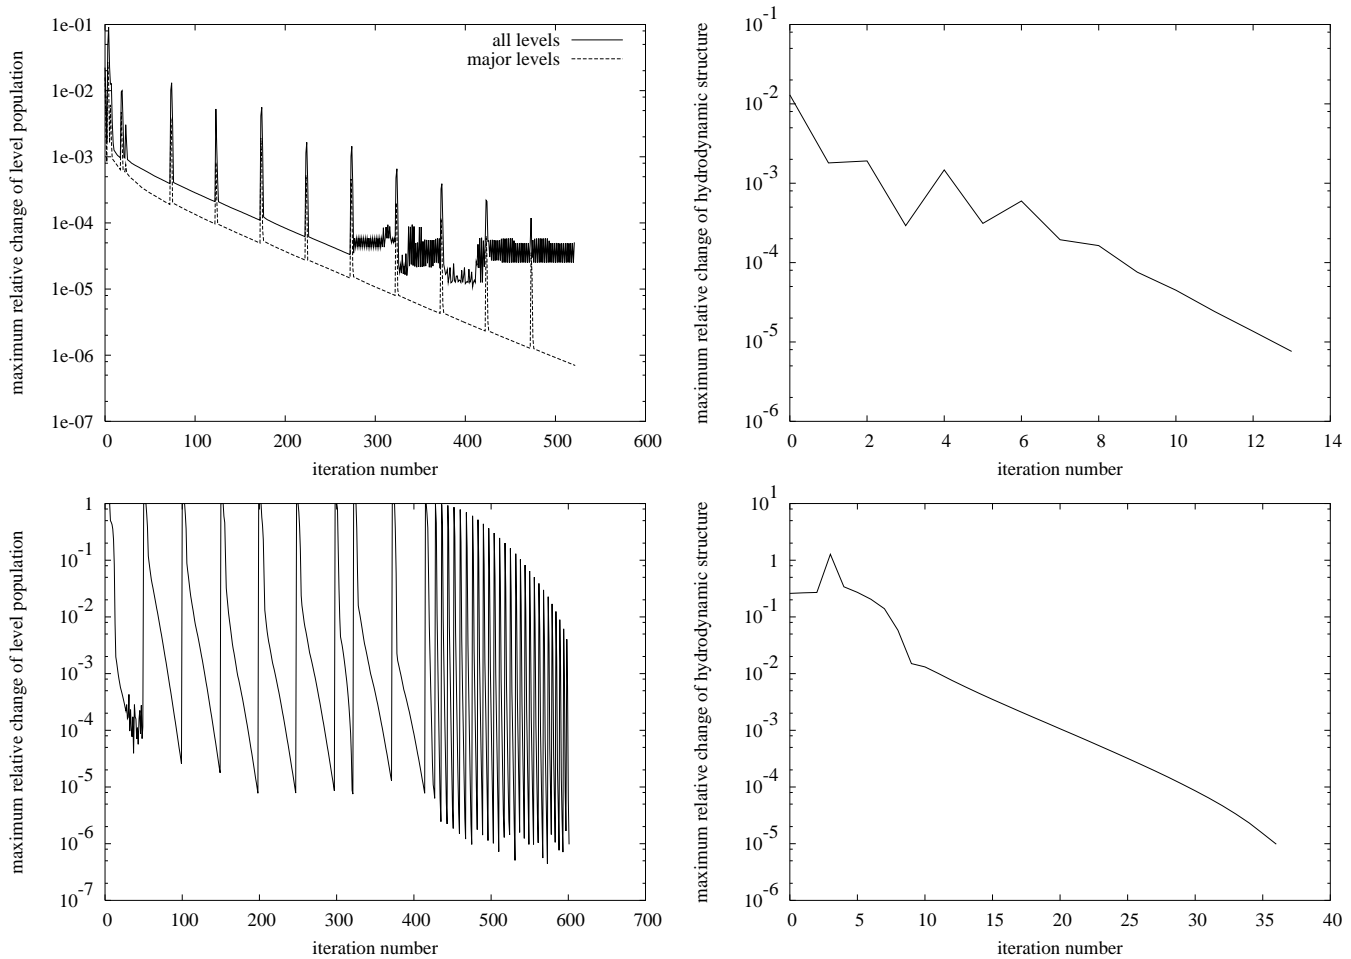 maximum relative change of level population
1e-01
1e-02
1e-03
1e-04
1e-05
1e-06
1e-07
all levels
major levels
0 100 200 300 400 500 600
iteration number
maximum relative change of hydrodynamic structure
10^-1
10^-2
10^-3
10^-4
10^-5
10^-6
0 2 4 6 8 10 12 14
iteration number
maximum relative change of level population
1
10^-1
10^-2
10^-3
10^-4
10^-5
10^-6
10^-7
0 100 200 300 400 500 600 700
iteration number
maximum relative change of hydrodynamic structure
10^1
1
10^-1
10^-2
10^-3
10^-4
10^-5
10^-6
0 5 10 15 20 25 30 35 40
iteration number